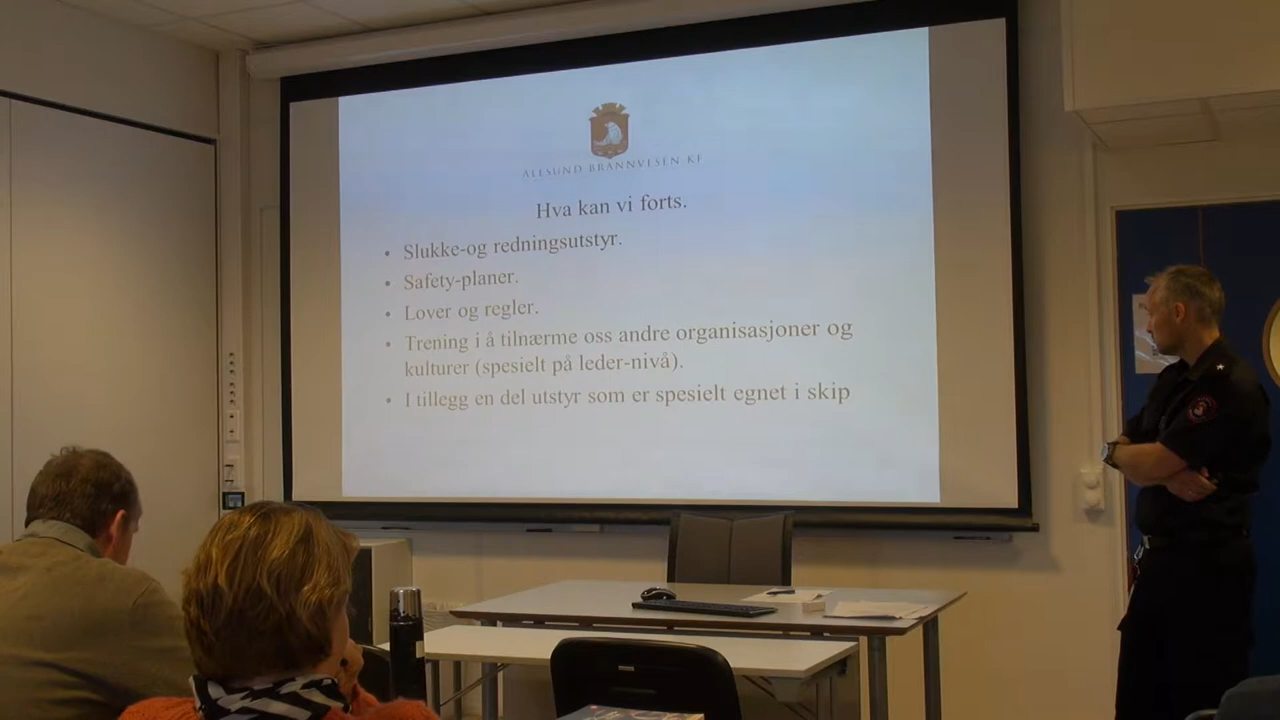 ALESUND BRANNVESEN KF
Hva kan vi forts.
• Slukke-og redningsutstyr.
• Safety-planer.
• Lover og regler.
• Trening i å tilnærme oss andre organisasjoner og
kulturer (spesielt på leder-nivå).
• I tillegg en del utstyr som er spesielt egnet i skip